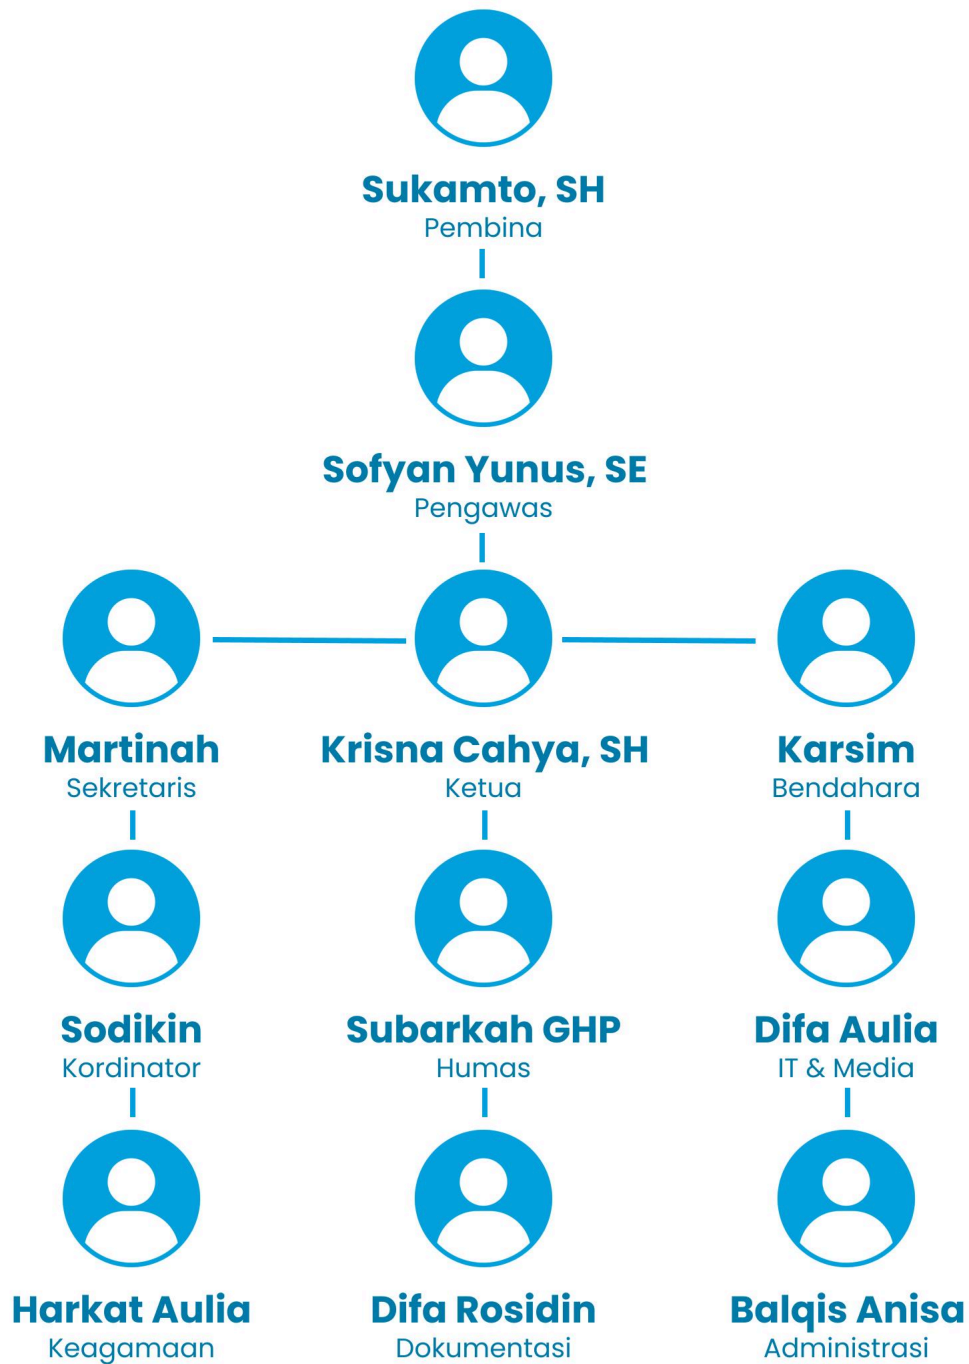 Sukamto, SH
Pembina
Sofyan Yunus, SE
Pengawas
Martinah
Sekretaris
Krisna Cahya, SH
Ketua
Karsim
Bendahara
Sodikin
Kordinator
Subarkah GHP
Humas
Difa Aulia
IT & Media
Harkat Aulia
Keagamaan
Difa Rosidin
Dokumentasi
Balqis Anisa
Administrasi